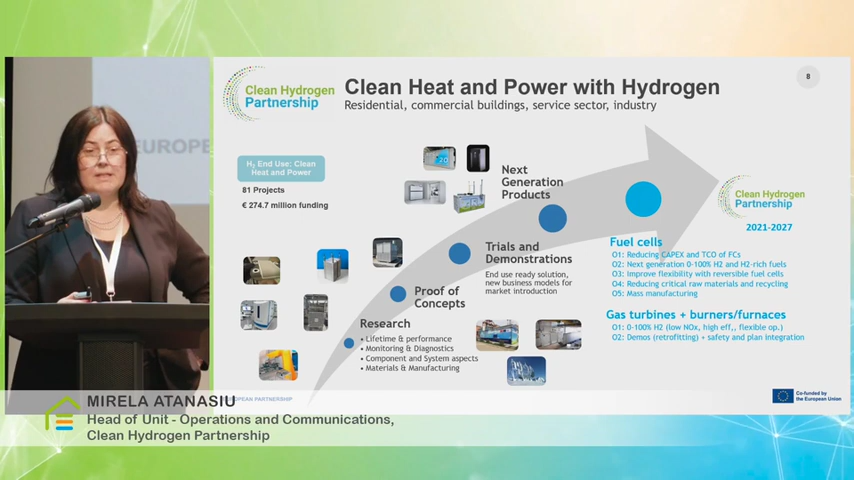 8
Clean Hydrogen
Partnership
Clean Heat and Power with Hydrogen
Residential, commercial buildings, service sector, industry
EUROPE
H₂ End Use: Clean
Heat and Power
81 Projects
€ 274.7 million funding
Next
Generation
Products
Clean Hydrogen
Partnership
2021-2027
Trials and
Demonstrations
End use ready solution,
new business models for
market introduction
Proof of
Concepts
Research
• Lifetime & performance
• Monitoring & Diagnostics
• Component and System aspects
• Materials & Manufacturing
Fuel cells
O1: Reducing CAPEX and TCO of FCs
O2: Next generation 0-100% H2 and H2-rich fuels
O3: Improve flexibility with reversible fuel cells
O4: Reducing critical raw materials and recycling
O5: Mass manufacturing
Gas turbines + burners/furnaces
O1: 0-100% H2 (low NOx, high eff,, flexible op.)
O2: Demos (retrofitting) + safety and plan integration
EUROPEAN PARTNERSHIP
Co-funded by
the European Union
MIRELA ATANASIU
Head of Unit - Operations and Communications,
Clean Hydrogen Partnership